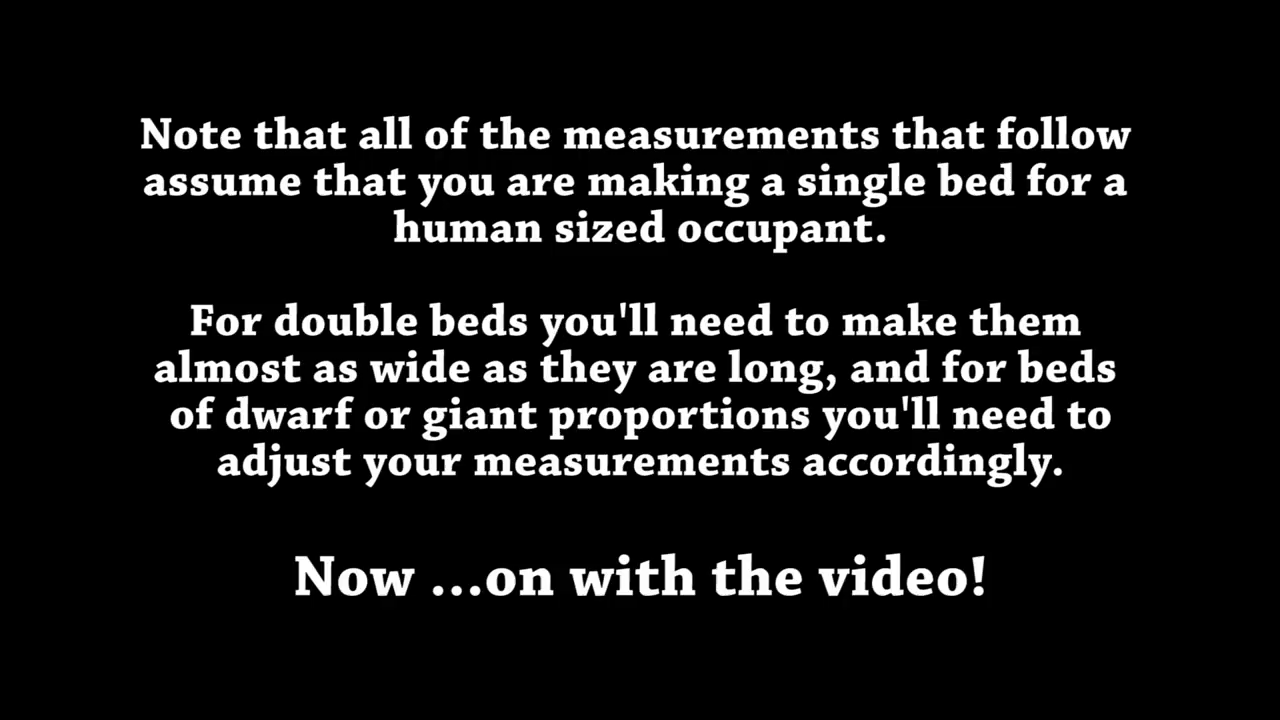 Note that all of the measurements that follow
assume that you are making a single bed for a
human sized occupant.
For double beds you'll need to make them
almost as wide as they are long, and for beds
of dwarf or giant proportions you'll need to
adjust your measurements accordingly.
Now ...on with the video!